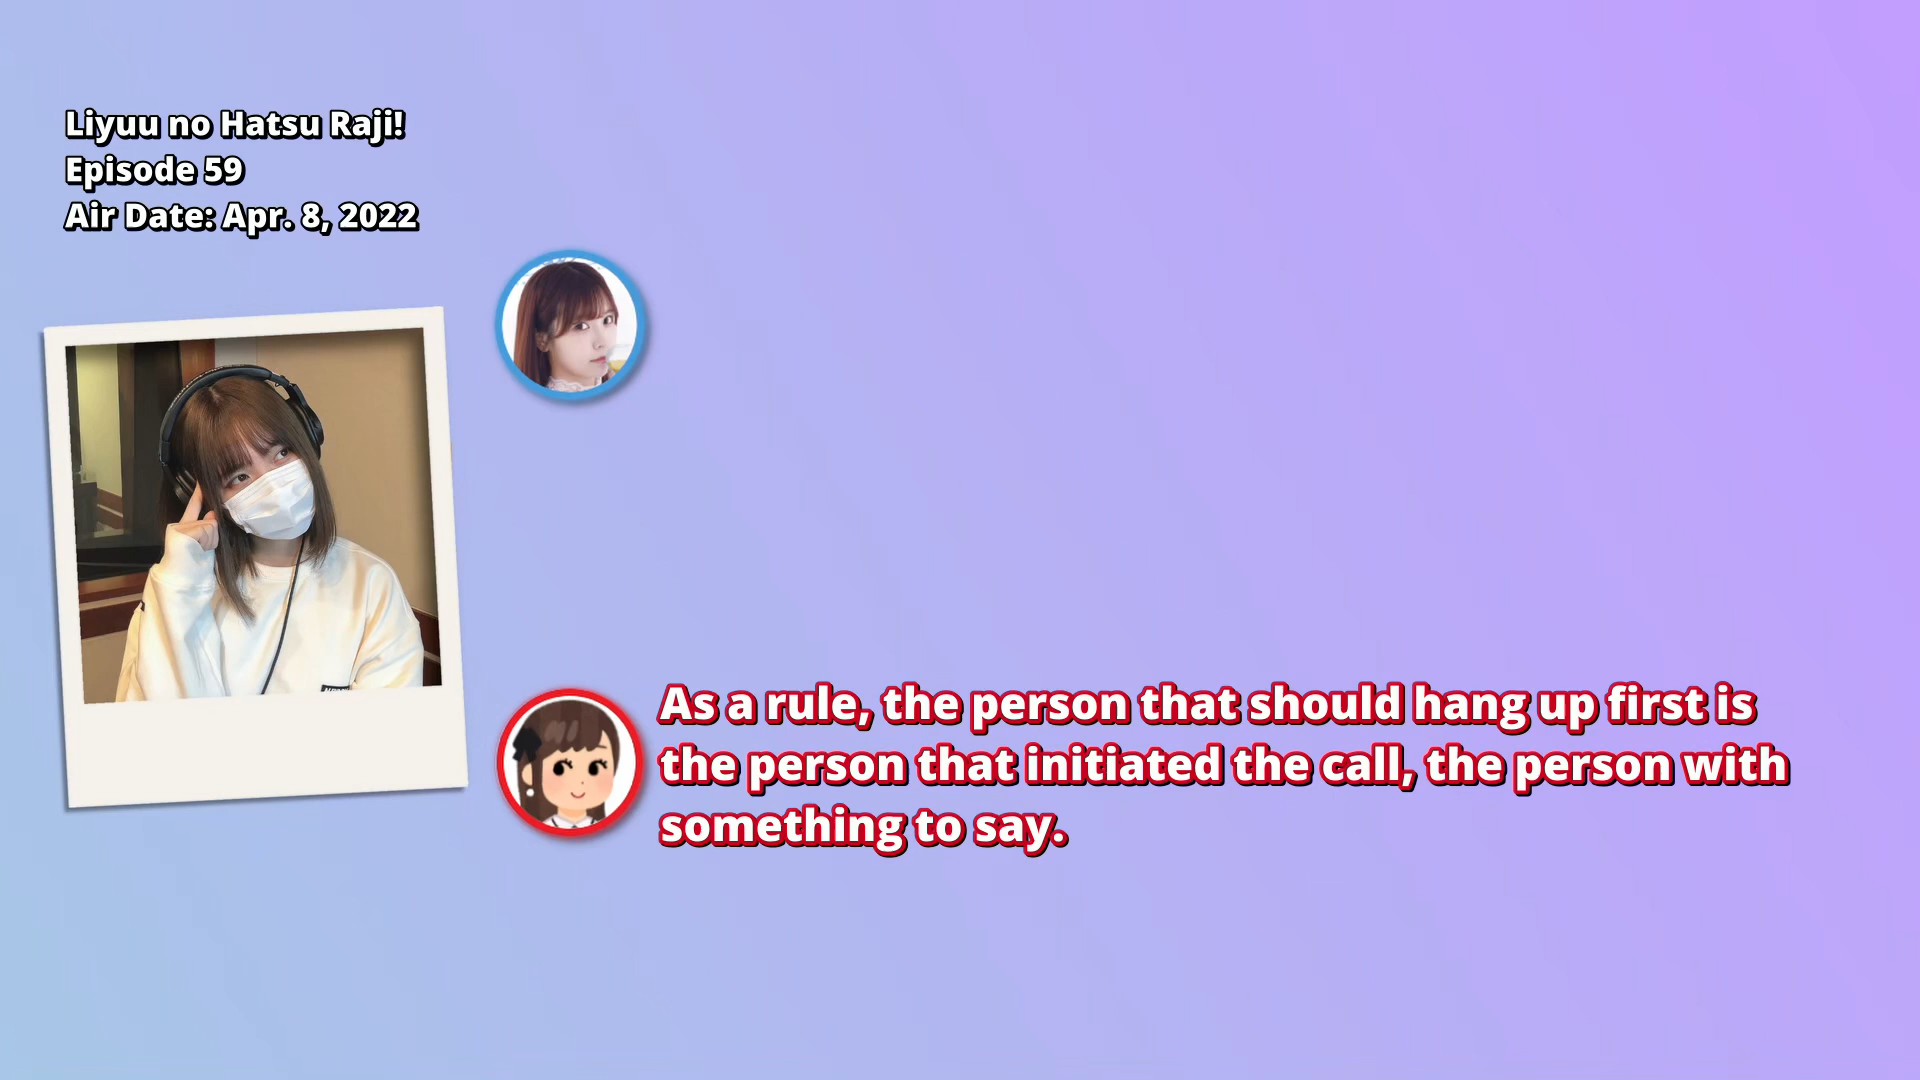 Liyuu no Hatsu Raji!
Episode 59
Air Date: Apr. 8, 2022
As a rule, the person that should hang up first is
the person that initiated the call, the person with
something to say.